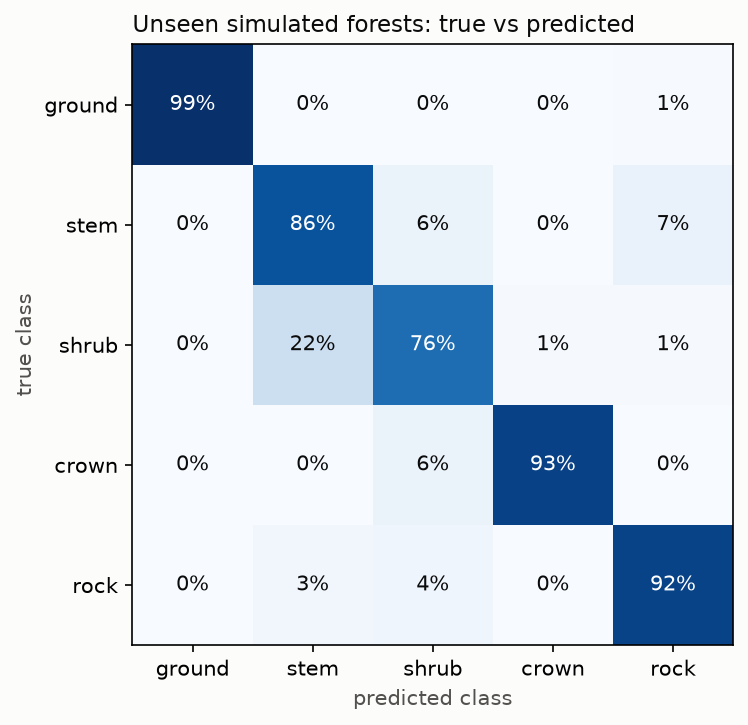 Unseen simulated forests: true vs predicted
ground 99% 0% 0% 0% 1%
stem 0% 86% 6% 0% 7%
shrub 0% 22% 76% 1% 1%
crown 0% 0% 6% 93% 0%
rock 0% 3% 4% 0% 92%
true class
ground stem shrub crown rock
predicted class